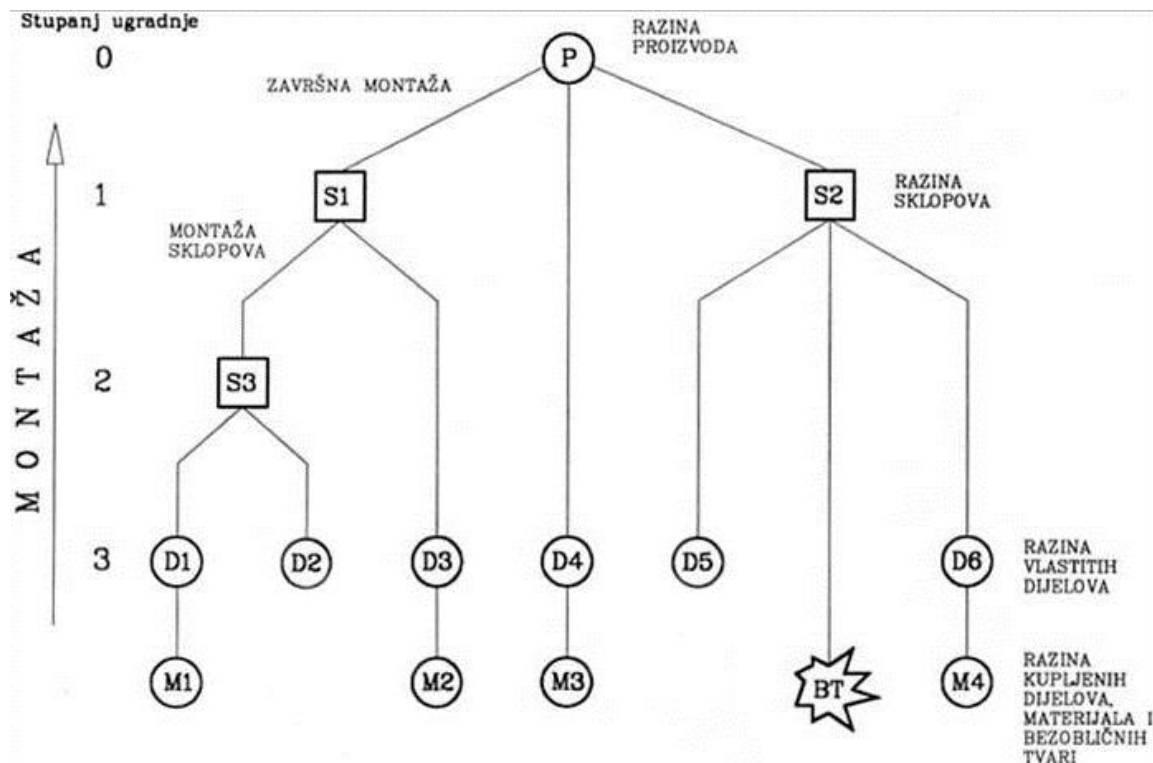 Stupanj ugradnje
0
P
RAZINA
PROIZVODA
ZAVRŠNA MONTAŽA
1
S1
S2
RAZINA
SKLOPOVA
MONTAŽA
SKLOPOVA
MONTAŽA
2
S3
3
D1
D2
D3
D4
D5
D6
RAZINA
VLASTITIH
DIJELOVA
M1
M2
M3
BT
M4
RAZINA
KUPLJENIH
DIJELOVA,
MATERIJALA I
BEZOBLIČNIH
TVARI